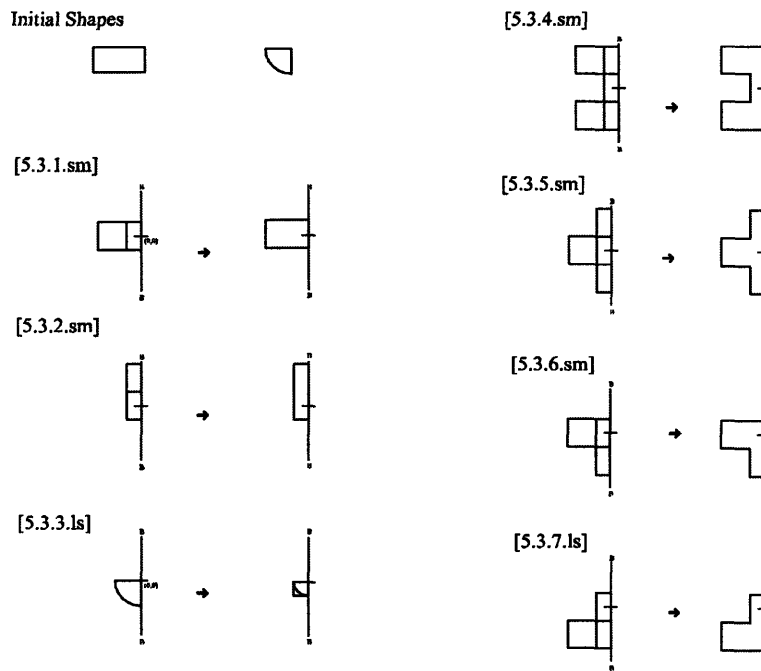 Initial Shapes
[5.3.1.sm]
(0,0)
[5.3.2.sm]
[5.3.3.ls]
(0,0)
[5.3.4.sm]
[5.3.5.sm]
[5.3.6.sm]
[5.3.7.ls]